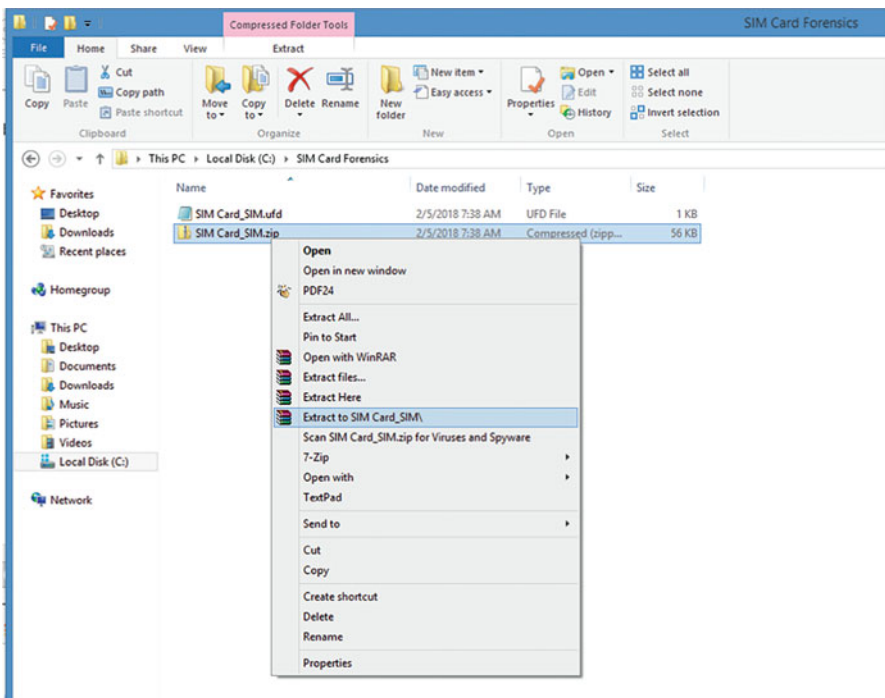 Compressed Folder Tools
SIM Card Forensics
File Home Share View Extract
Copy
Paste
Cut
Copy path
Paste shortcut
Clipboard
Move to
Copy to
Delete
Rename
Organize
New folder
New item
Easy access
New
Properties
Open
Edit
History
Open
Select all
Select none
Invert selection
Select
This PC Local Disk (C:) SIM Card Forensics
Favorites
Desktop
Downloads
Recent places
Homegroup
This PC
Desktop
Documents
Downloads
Music
Pictures
Videos
Local Disk (C:)
Network
Name Date modified Type Size
SIM Card_SIM.ufd 2/5/2018 7:38 AM UFD File 1 KB
SIM Card_SIM.zip 2/5/2018 7:38 AM Compressed (zipp... 56 KB
Open
Open in new window
PDF24
Extract All...
Pin to Start
Open with WinRAR
Extract files...
Extract Here
Extract to SIM Card_SIM\
Scan SIM Card_SIM.zip for Viruses and Spyware
7-Zip
Open with
TextPad
Send to
Cut
Copy
Create shortcut
Delete
Rename
Properties